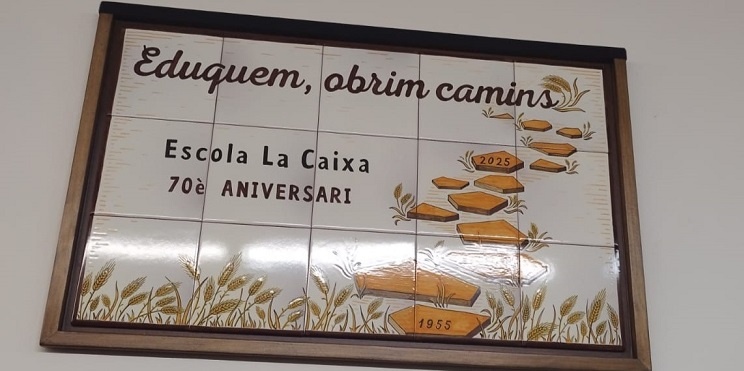 Eduquem, obrim camins
Escola La Caixa
70è ANIVERSARI
2025
1955